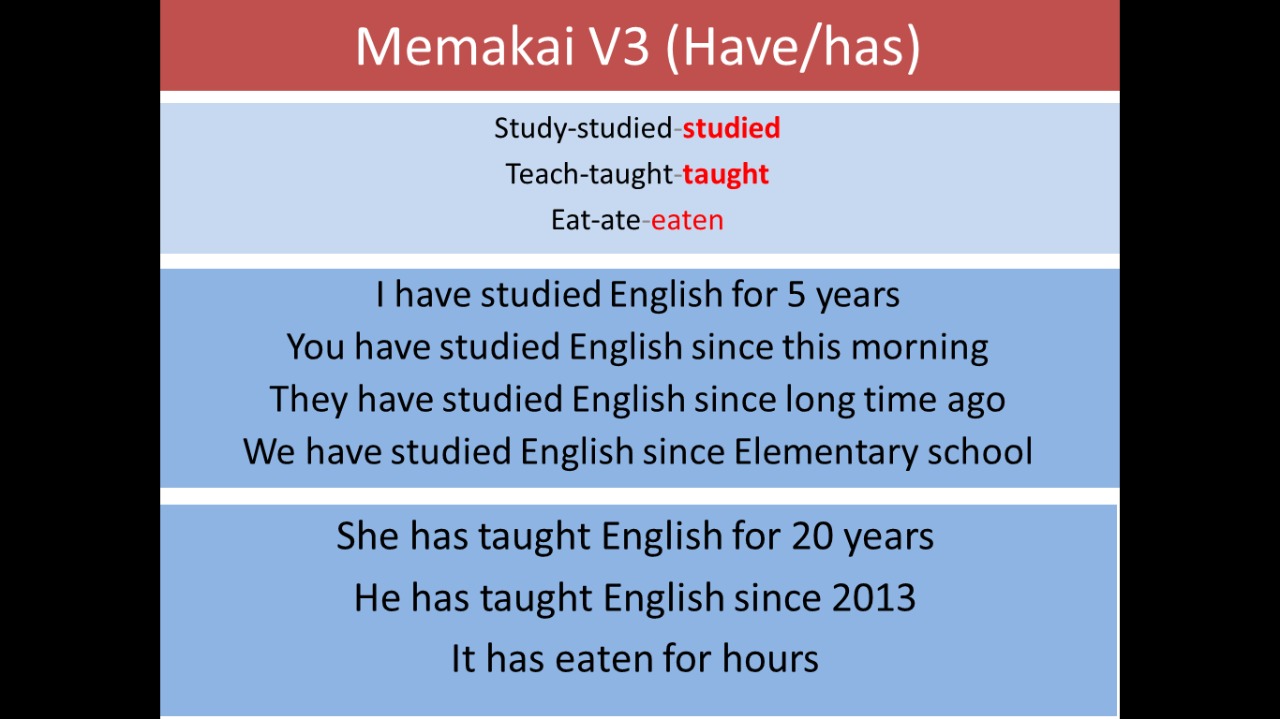 Memakai V3 (Have/has)
Study-studied-studied
Teach-taught-taught
Eat-ate-eaten
I have studied English for 5 years
You have studied English since this morning
They have studied English since long time ago
We have studied English since Elementary school
She has taught English for 20 years
He has taught English since 2013
It has eaten for hours